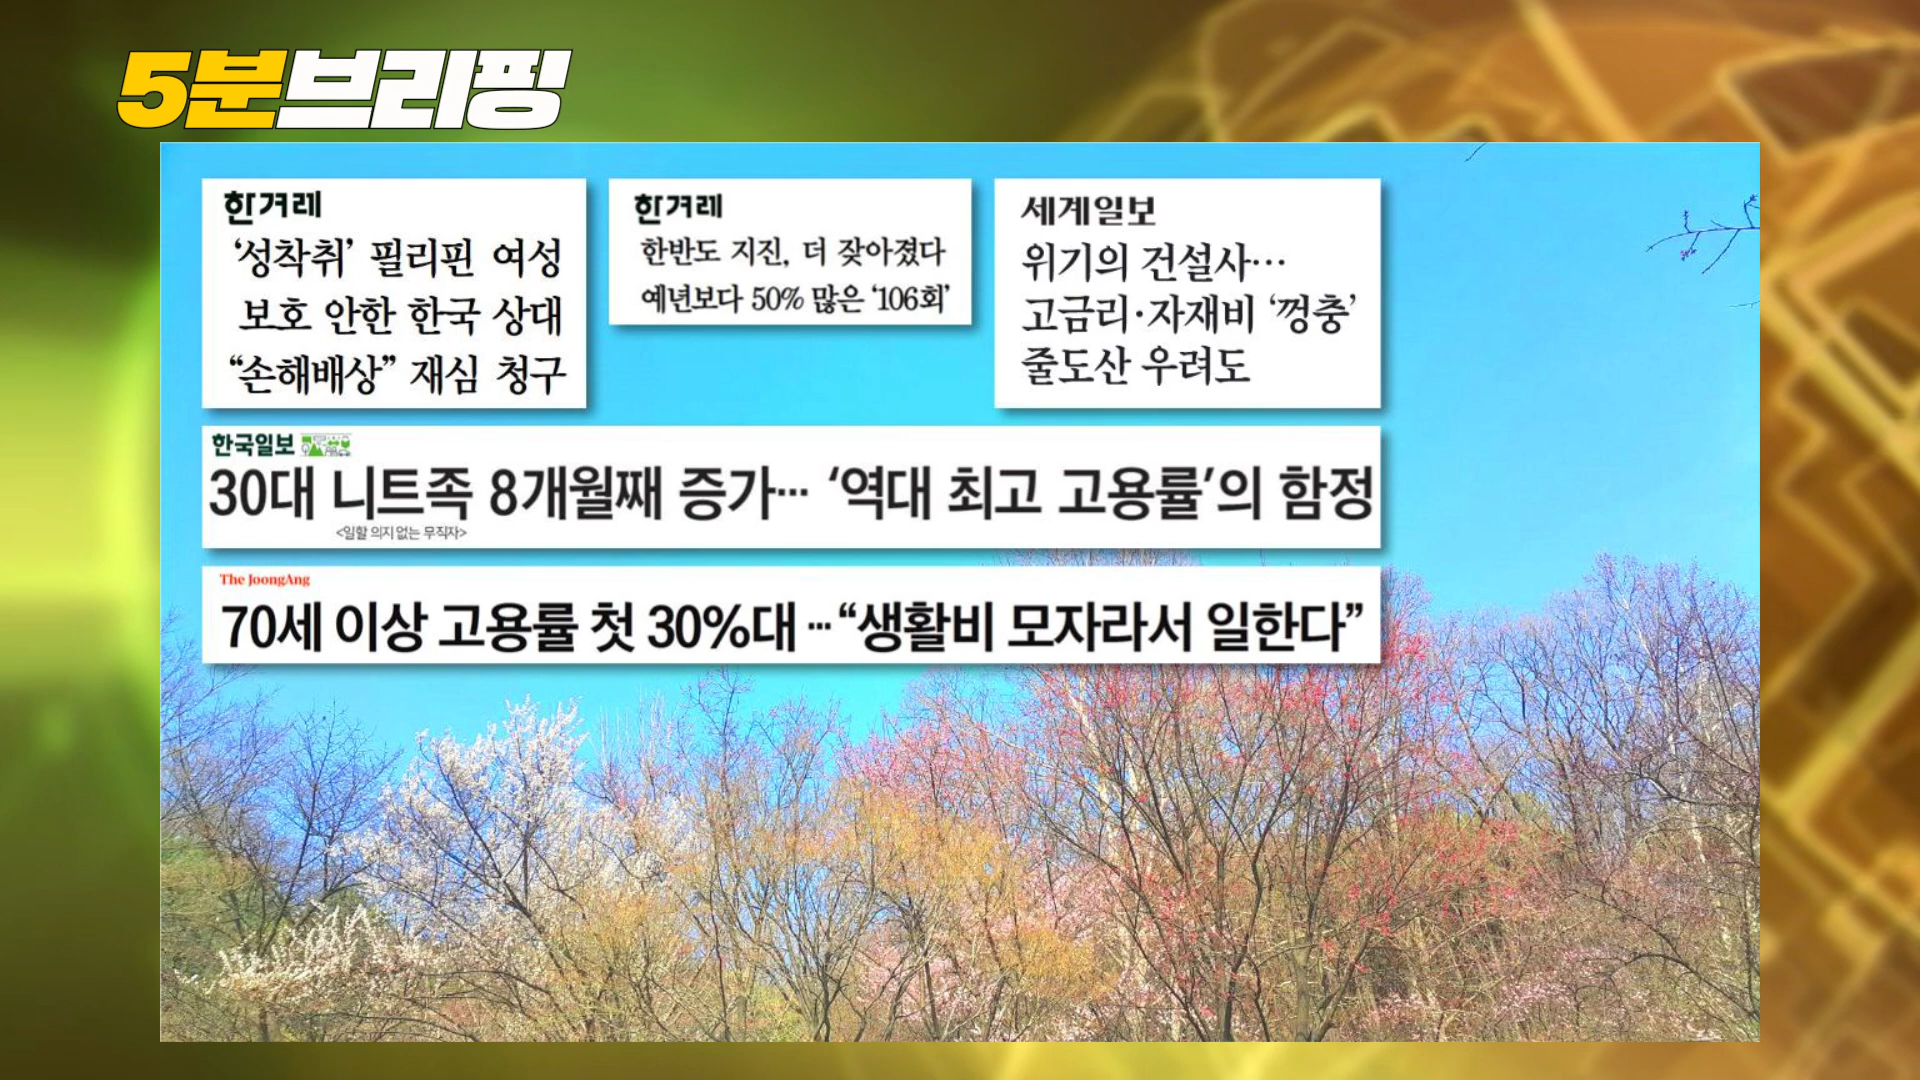 5분브리핑
한겨레
‘성착취’ 필리핀 여성
보호 안한 한국 상대
“손해배상” 재심 청구
한겨레
한반도 지진, 더 잦아졌다
예년보다 50% 많은 ‘106회’
세계일보
위기의 건설사…
고금리·자재비 ‘껑충’
줄도산 우려도
한국일보
30대 니트족 8개월째 증가… ‘역대 최고 고용률’의 함정
<일할 의지 없는 무직자>
The JoongAng
70세 이상 고용률 첫 30%대…“생활비 모자라서 일한다”